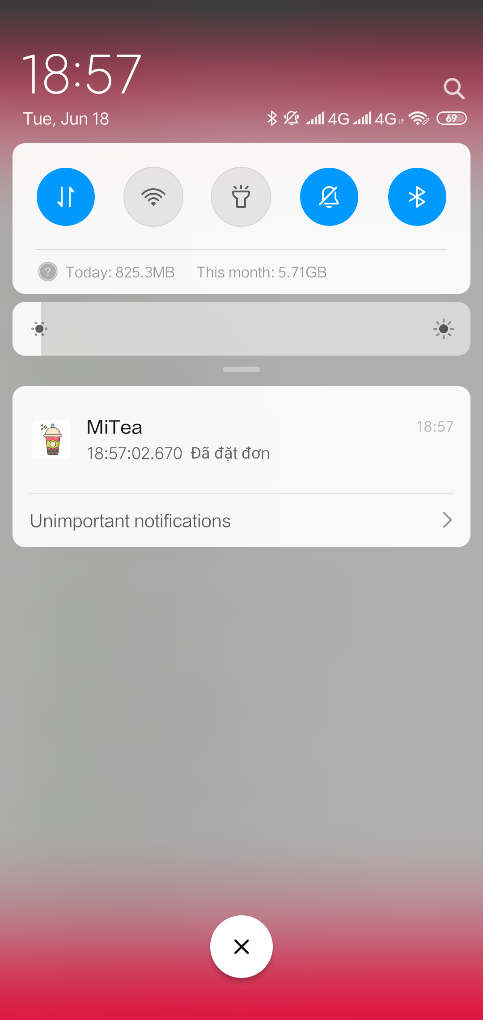 18:57
Tue, Jun 18
4G 4G 69
Today: 825.3MB This month: 5.71GB
MiTea 18:57
18:57:02.670 Đã đặt đơn
Unimportant notifications